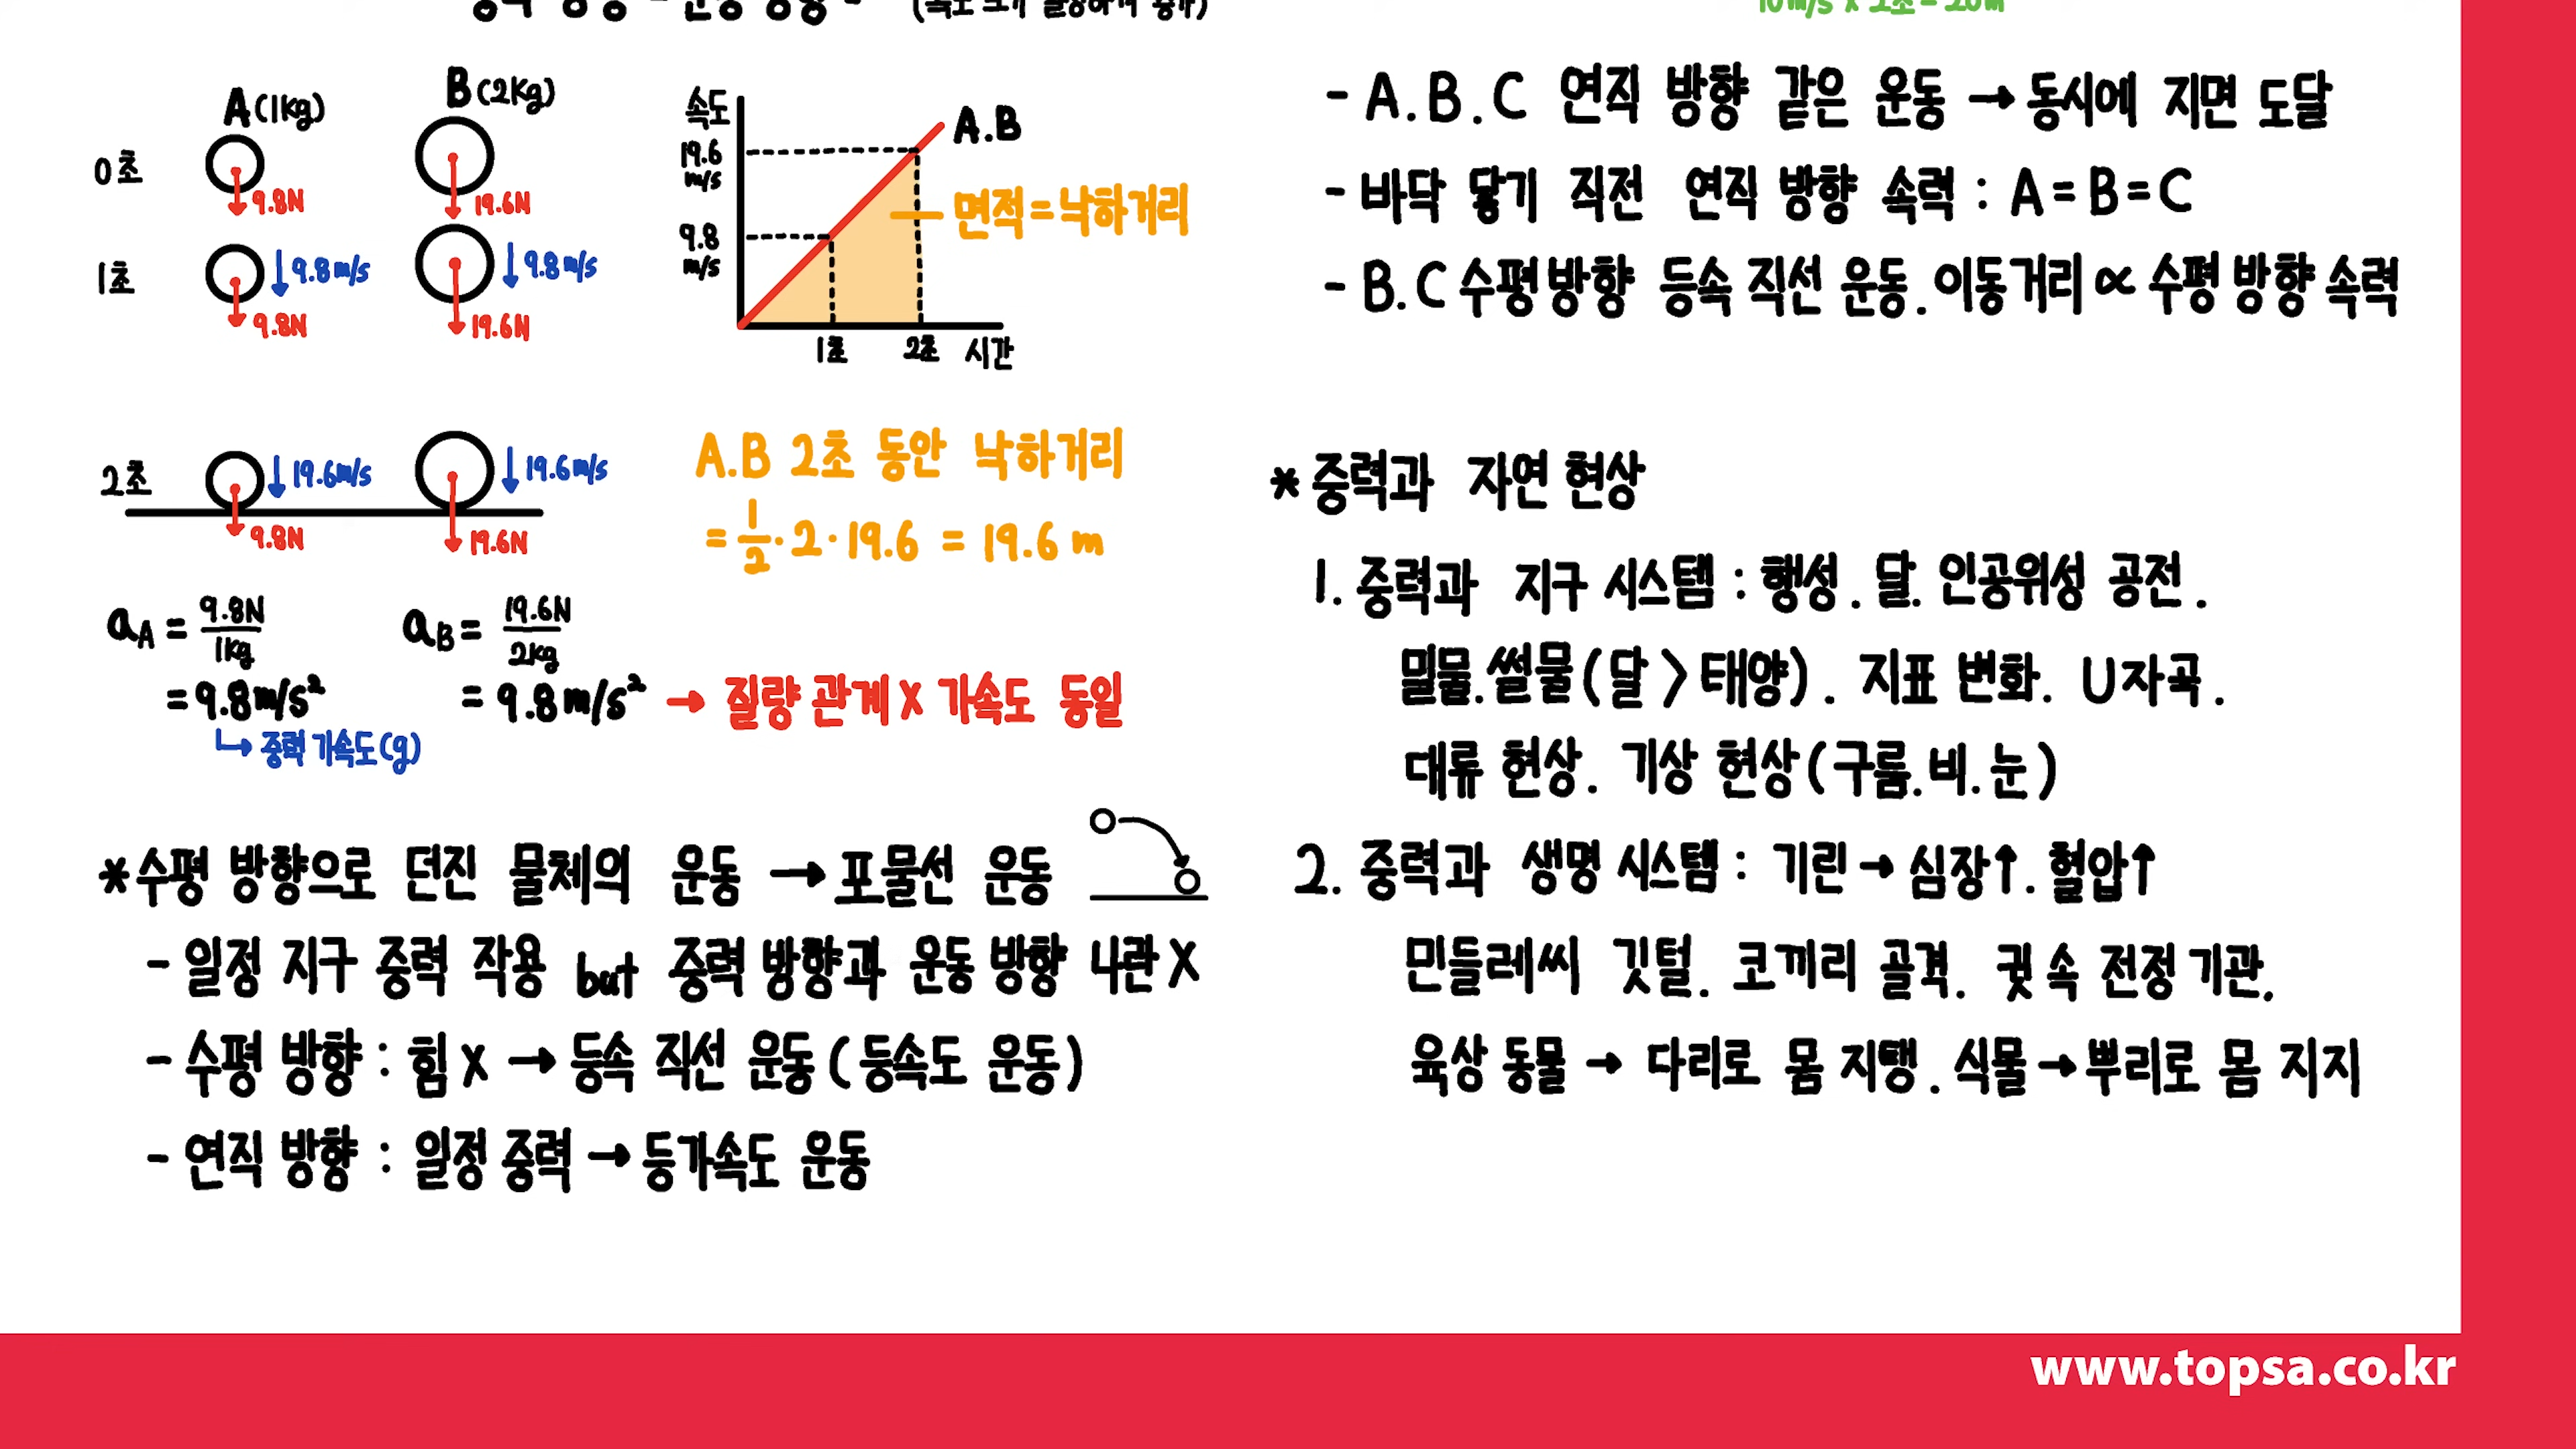 A(1kg)
B(2kg)
0초
9.8N
19.6N
1초
9.8m/s
9.8m/s
9.8N
19.6N
2초
19.6m/s
19.6m/s
9.8N
19.6N
속도
19.6
m/s
9.8
m/s
A.B
면적=낙하거리
1초
2초
시간
A.B 2초 동안 낙하거리
= 1/2 · 2 · 19.6 = 19.6 m
aA = 9.8N/1kg
= 9.8m/s²
↳ 중력 가속도(g)
aB = 19.6N/2kg
= 9.8m/s² → 질량 관계 X 가속도 동일
*수평 방향으로 던진 물체의 운동 → 포물선 운동
- 일정 지구 중력 작용 but 중력 방향과 운동 방향 나란 X
- 수평 방향 : 힘 X → 등속 직선 운동 (등속도 운동)
- 연직 방향 : 일정 중력 → 등가속도 운동
10m/s x 2초 = 20m
- A.B.C 연직 방향 같은 운동 → 동시에 지면 도달
- 바닥 닿기 직전 연직 방향 속력 : A = B = C
- B.C 수평 방향 등속 직선 운동. 이동거리 ∝ 수평 방향 속력
* 중력과 자연 현상
1. 중력과 지구 시스템 : 행성. 달. 인공위성 공전.
밀물.썰물(달 > 태양). 지표 변화. U자곡.
대류 현상. 기상 현상(구름.비.눈)
2. 중력과 생명 시스템 : 기린 → 심장↑. 혈압↑
민들레씨 깃털. 코끼리 골격. 귓속 전정 기관.
육상 동물 → 다리로 몸 지탱. 식물 → 뿌리로 몸 지지
www.topsa.co.kr